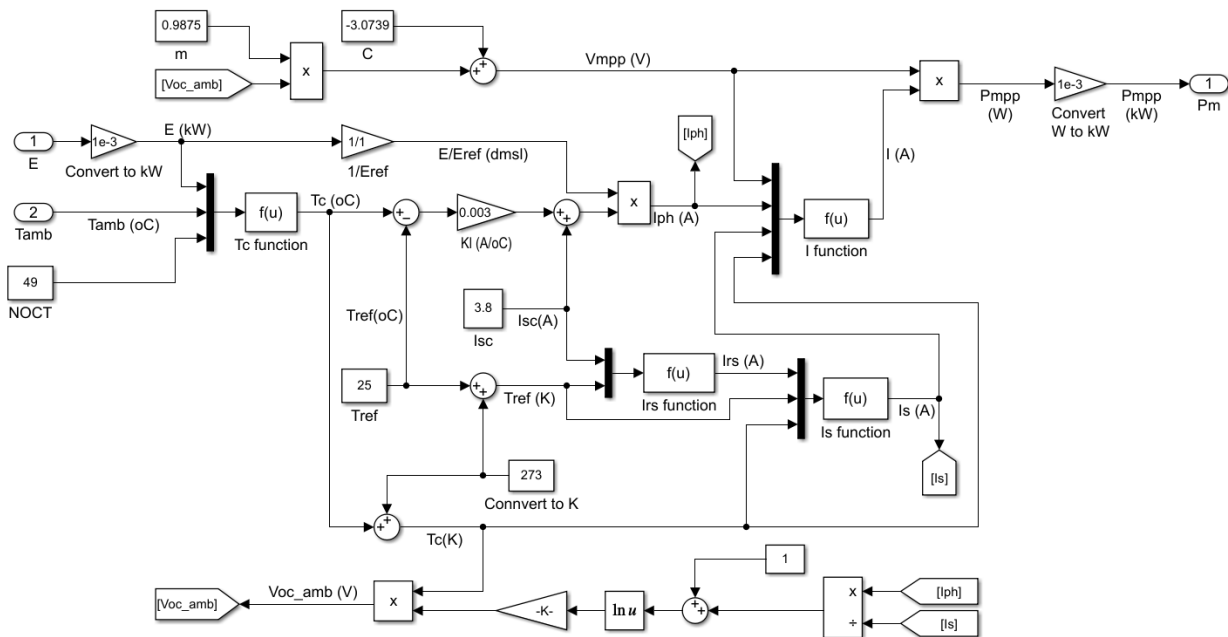 0.9875
m
-3.0739
C
[Voc_amb]
x
+
+
Vmpp (V)
x
Pmpp
(W)
1e-3
Convert
W to kW
Pmpp
(kW)
1
Pm
1
E
1e-3
Convert to kW
E (kW)
1/1
1/Eref
E/Eref (dmsl)
[Iph]
I (A)
2
Tamb
Tamb (oC)
f(u)
Tc function
Tc (oC)
+
−
0.003
KI (A/oC)
+
+
x
Iph (A)
f(u)
I function
49
NOCT
Tref(oC)
3.8
Isc
Isc(A)
25
Tref
+
+
Tref (K)
f(u)
Irs function
Irs (A)
f(u)
Is function
Is (A)
[Is]
273
Connvert to K
+
+
Tc(K)
1
[Voc_amb]
Voc_amb (V)
x
-K-
ln u
+
+
x
÷
[Iph]
[Is]